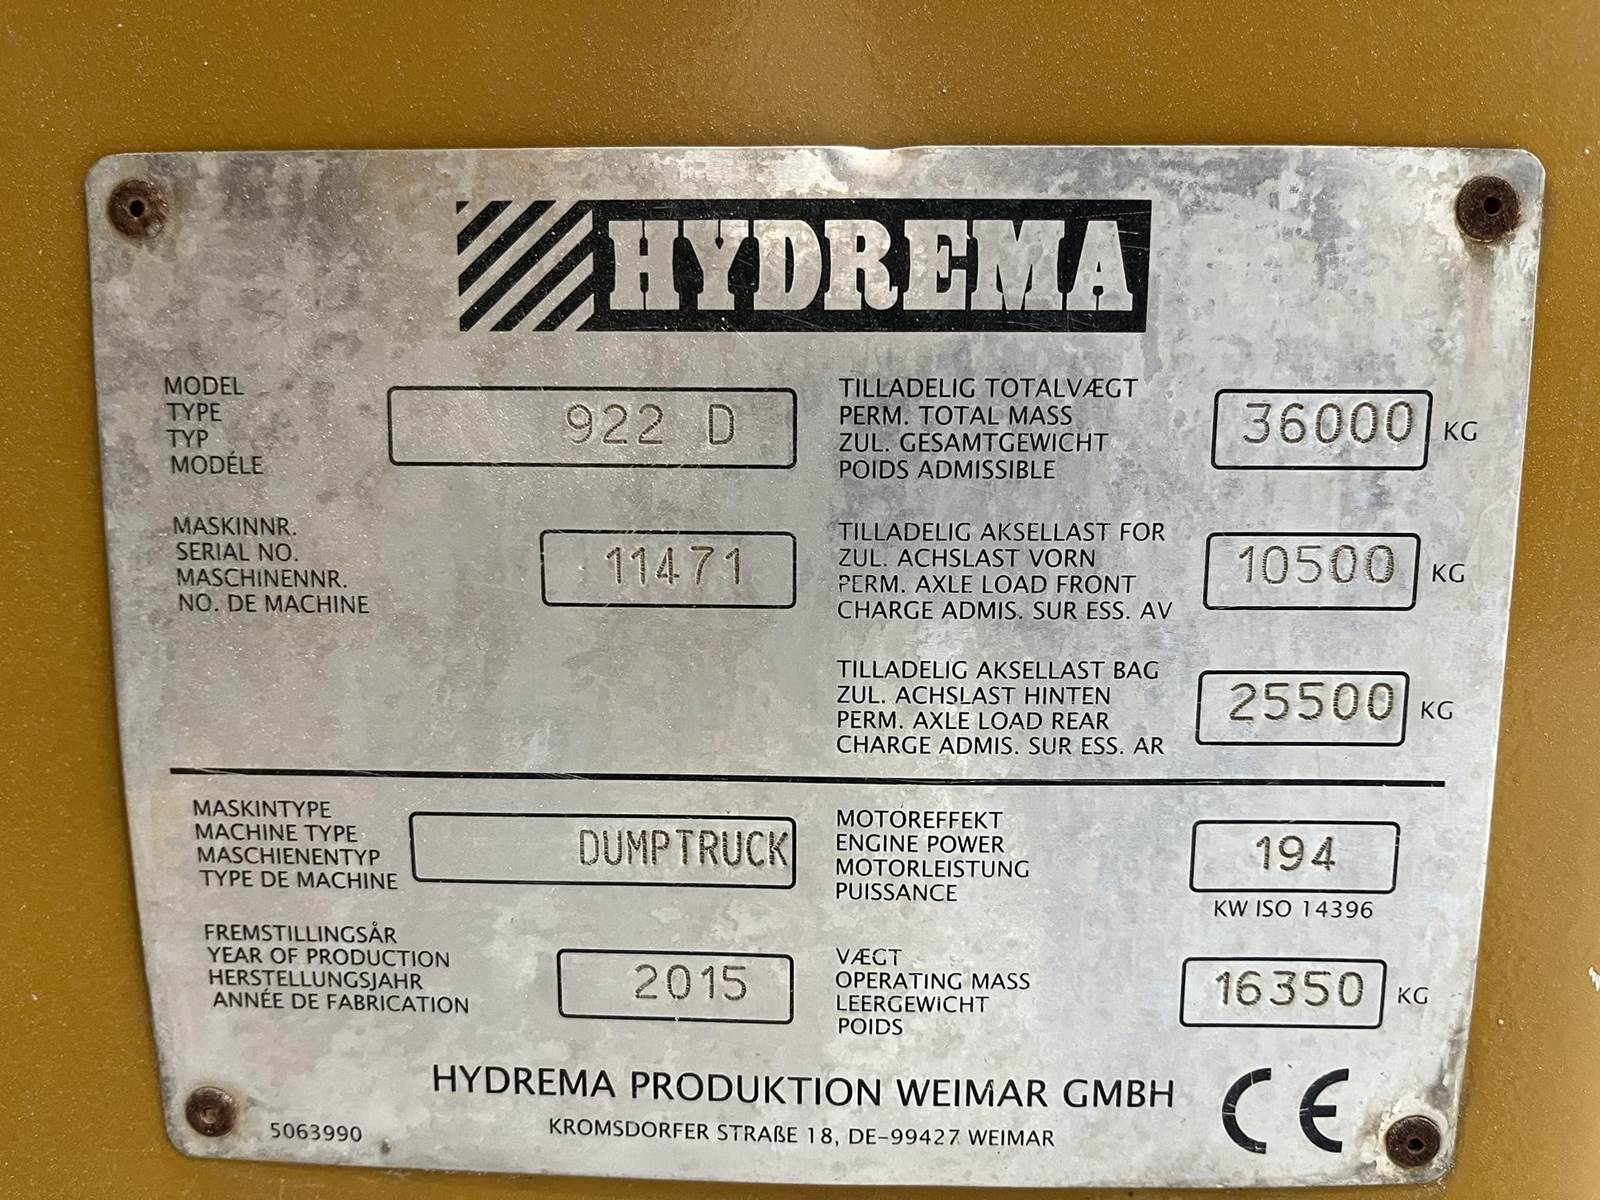 HYDREMA
MODEL
TYPE
TYP
MODÉLE
922 D
TILLADELIG TOTALVÆGT
PERM. TOTAL MASS
ZUL. GESAMTGEWICHT
POIDS ADMISSIBLE
36000 KG
MASKINNR.
SERIAL NO.
MASCHINENNR.
NO. DE MACHINE
11471
TILLADELIG AKSELLAST FOR
ZUL. ACHSLAST VORN
PERM. AXLE LOAD FRONT
CHARGE ADMIS. SUR ESS. AV
10500 KG
TILLADELIG AKSELLAST BAG
ZUL. ACHSLAST HINTEN
PERM. AXLE LOAD REAR
CHARGE ADMIS. SUR ESS. AR
25500 KG
MASKINTYPE
MACHINE TYPE
MASCHIENENTYP
TYPE DE MACHINE
DUMPTRUCK
MOTOREFFEKT
ENGINE POWER
MOTORLEISTUNG
PUISSANCE
194
KW ISO 14396
FREMSTILLINGSÅR
YEAR OF PRODUCTION
HERSTELLUNGSJAHR
ANNÉE DE FABRICATION
2015
VÆGT
OPERATING MASS
LEERGEWICHT
POIDS
16350 KG
HYDREMA PRODUKTION WEIMAR GMBH
KROMSDORFER STRAßE 18, DE-99427 WEIMAR
CE
5063990